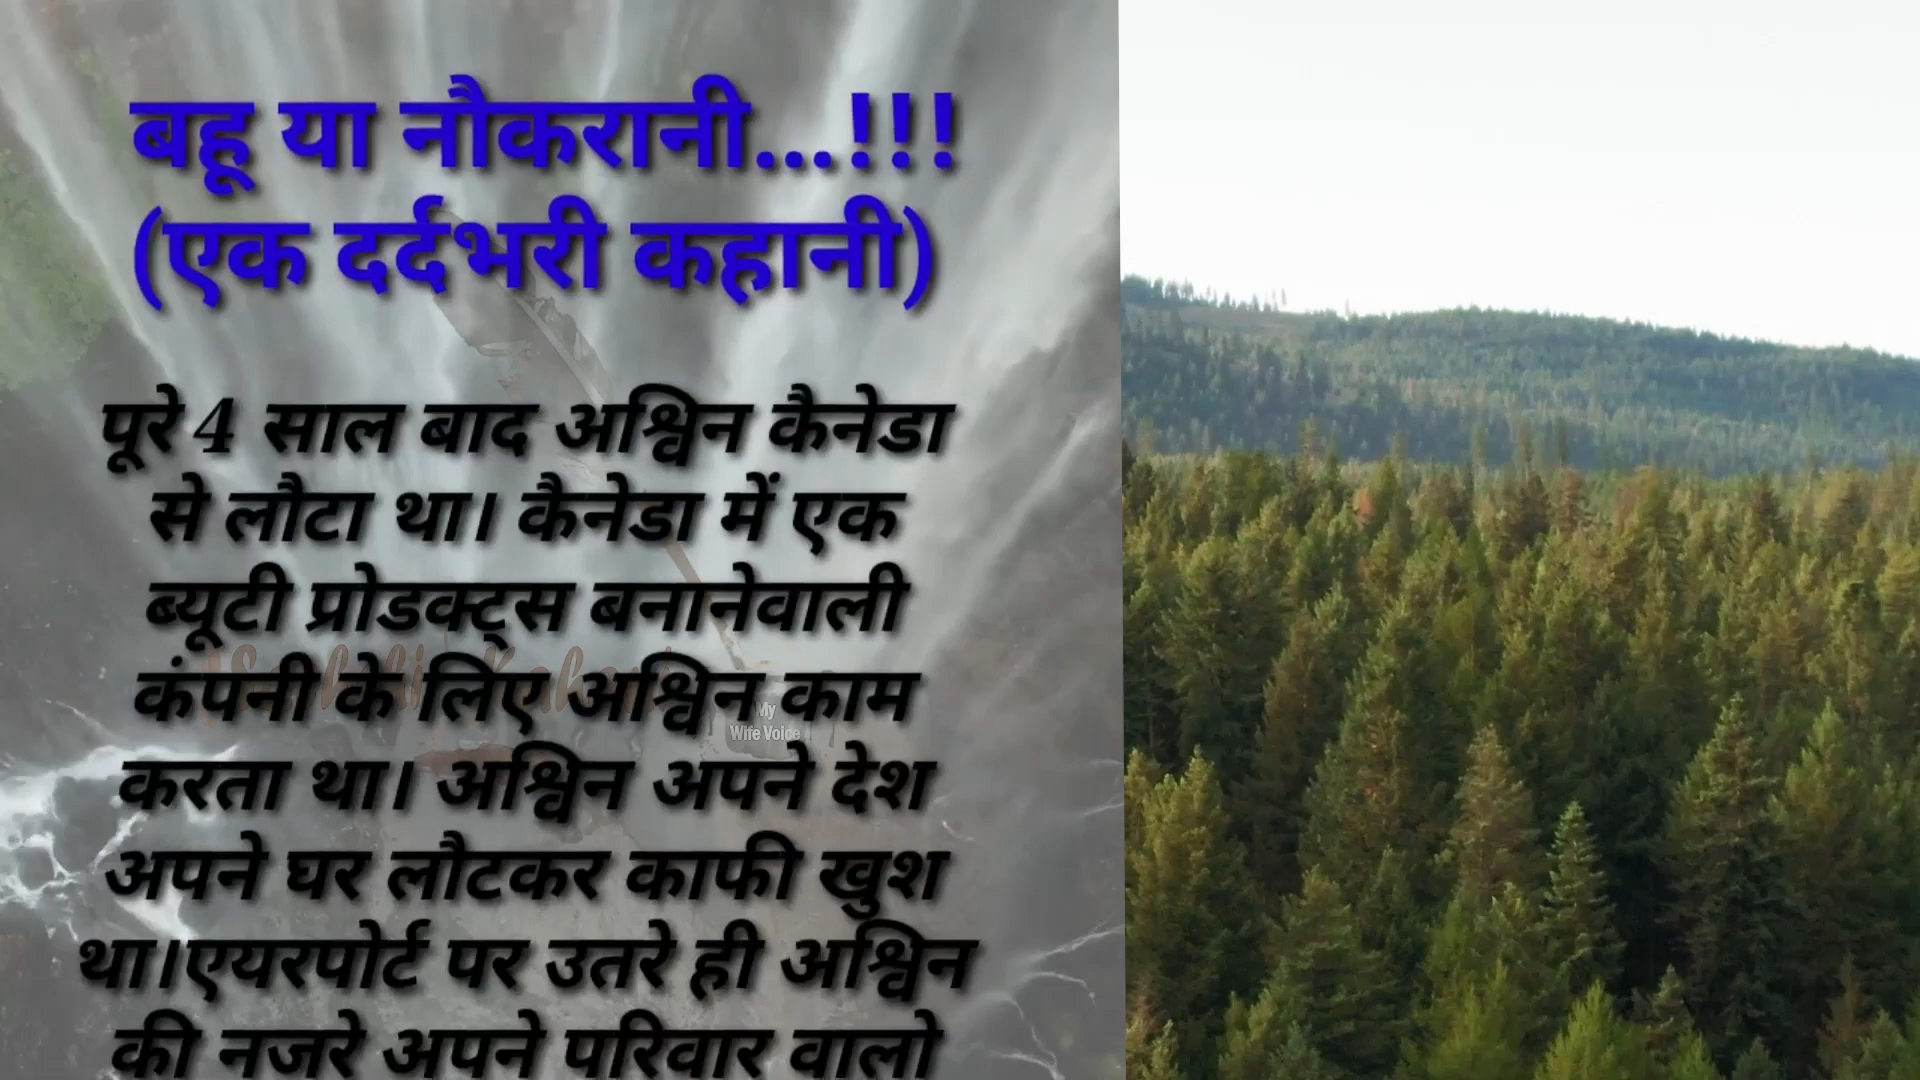 बहू या नौकरानी...!!!
(एक दर्दभरी कहानी)
पूरे 4 साल बाद अश्विन कैनेडा
से लौटा था। कैनेडा में एक
ब्यूटी प्रोडक्ट्स बनानेवाली
कंपनी के लिए अश्विन काम
My
Wife Voice
करता था। अश्विन अपने देश
अपने घर लौटकर काफी खुश
था।एयरपोर्ट पर उतरे ही अश्विन
की नजरे अपने परिवार वालो